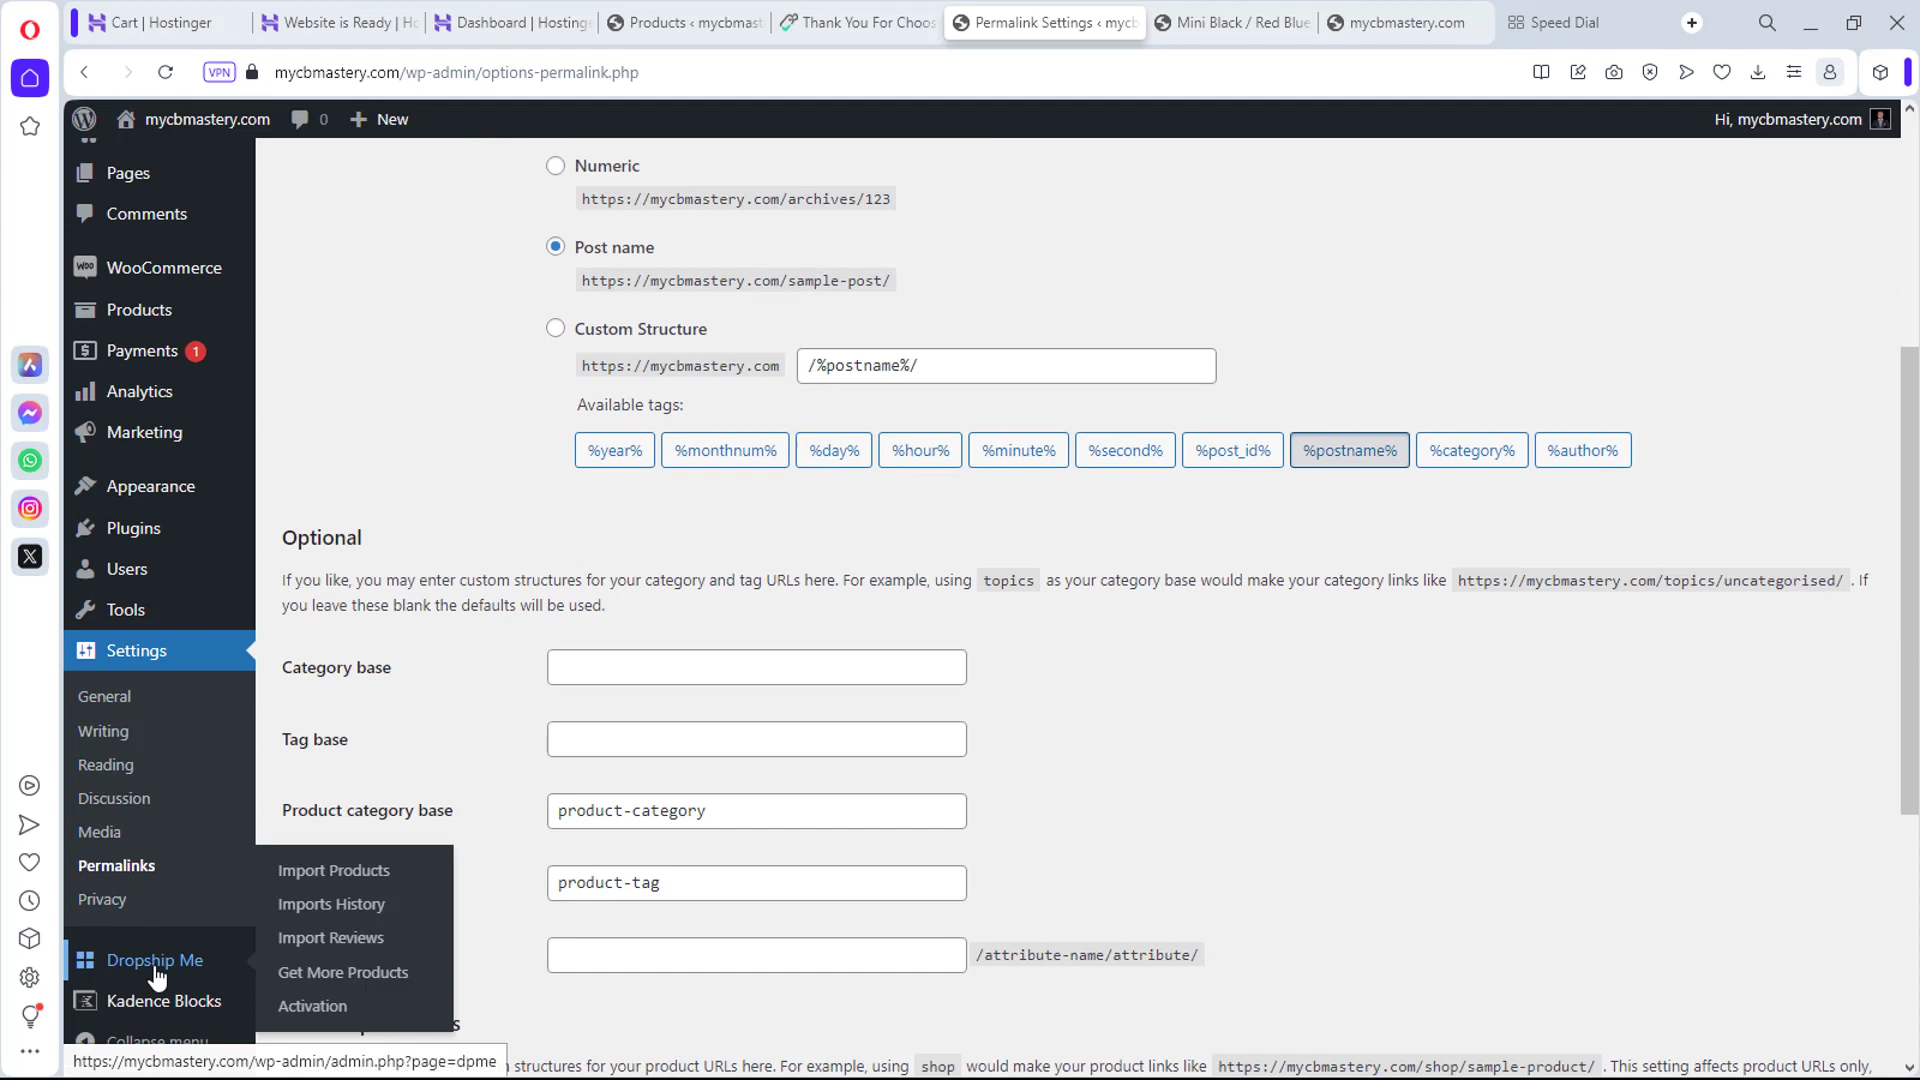 Cart | Hostinger
Website is Ready | Ho
Dashboard | Hosting
Products ‹ mycbmast
Thank You For Choos
Permalink Settings ‹ mycb
Mini Black / Red Blue
mycbmastery.com
Speed Dial
VPN
mycbmastery.com/wp-admin/options-permalink.php
mycbmastery.com
0
New
Hi, mycbmastery.com
Pages
Comments
WooCommerce
Products
Payments 1
Analytics
Marketing
Appearance
Plugins
Users
Tools
Settings
General
Writing
Reading
Discussion
Media
Permalinks
Privacy
Dropship Me
Kadence Blocks
Collapse menu
Import Products
Imports History
Import Reviews
Get More Products
Activation
https://mycbmastery.com/wp-admin/admin.php?page=dpme
Numeric
https://mycbmastery.com/archives/123
Post name
https://mycbmastery.com/sample-post/
Custom Structure
https://mycbmastery.com /%postname%/
Available tags:
%year% %monthnum% %day% %hour% %minute% %second% %post_id% %postname% %category% %author%
Optional
If you like, you may enter custom structures for your category and tag URLs here. For example, using topics as your category base would make your category links like https://mycbmastery.com/topics/uncategorised/ . If
you leave these blank the defaults will be used.
Category base
Tag base
Product category base product-category
product-tag
/attribute-name/attribute/
structures for your product URLs here. For example, using shop would make your product links like https://mycbmastery.com/shop/sample-product/ . This setting affects product URLs only,